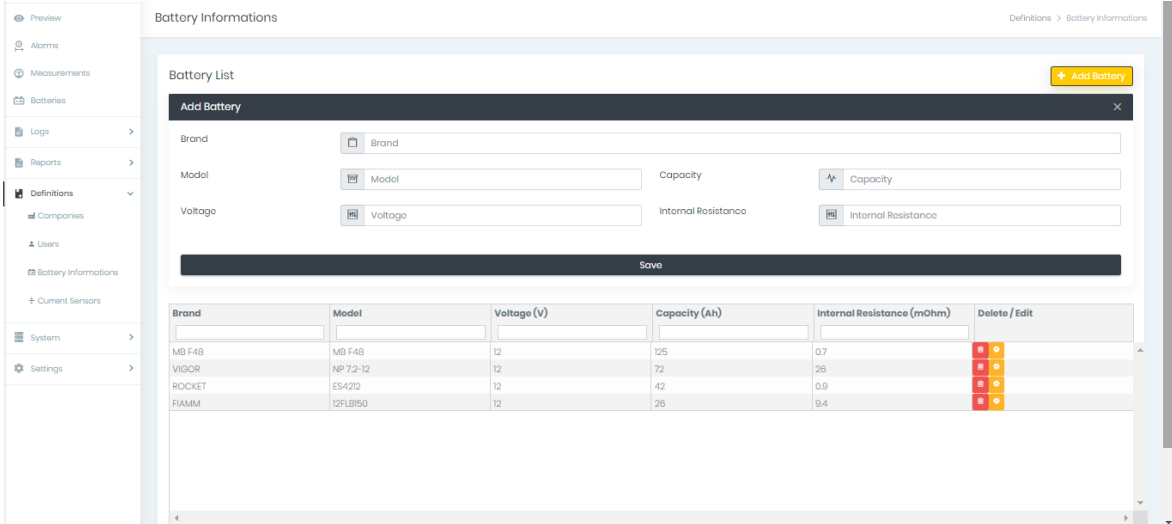 Preview
Alarms
Measurements
Batteries
Logs
Reports
Definitions
Companies
Users
Battery Informations
Current Sensors
System
Settings
Battery Informations
Definitions > Battery Informations
Battery List
+ Add Battery
Add Battery
Brand Brand
Model Model Capacity Capacity
Voltage Voltage Internal Resistance Internal Resistance
Save
Brand Model Voltage (V) Capacity (Ah) Internal Resistance (mOhm) Delete / Edit
MB F48 MB F48 12 125 0.7
VIGOR NP 7.2-12 12 72 26
ROCKET ES4212 12 42 0.9
FIAMM 12FLB150 12 26 9.4